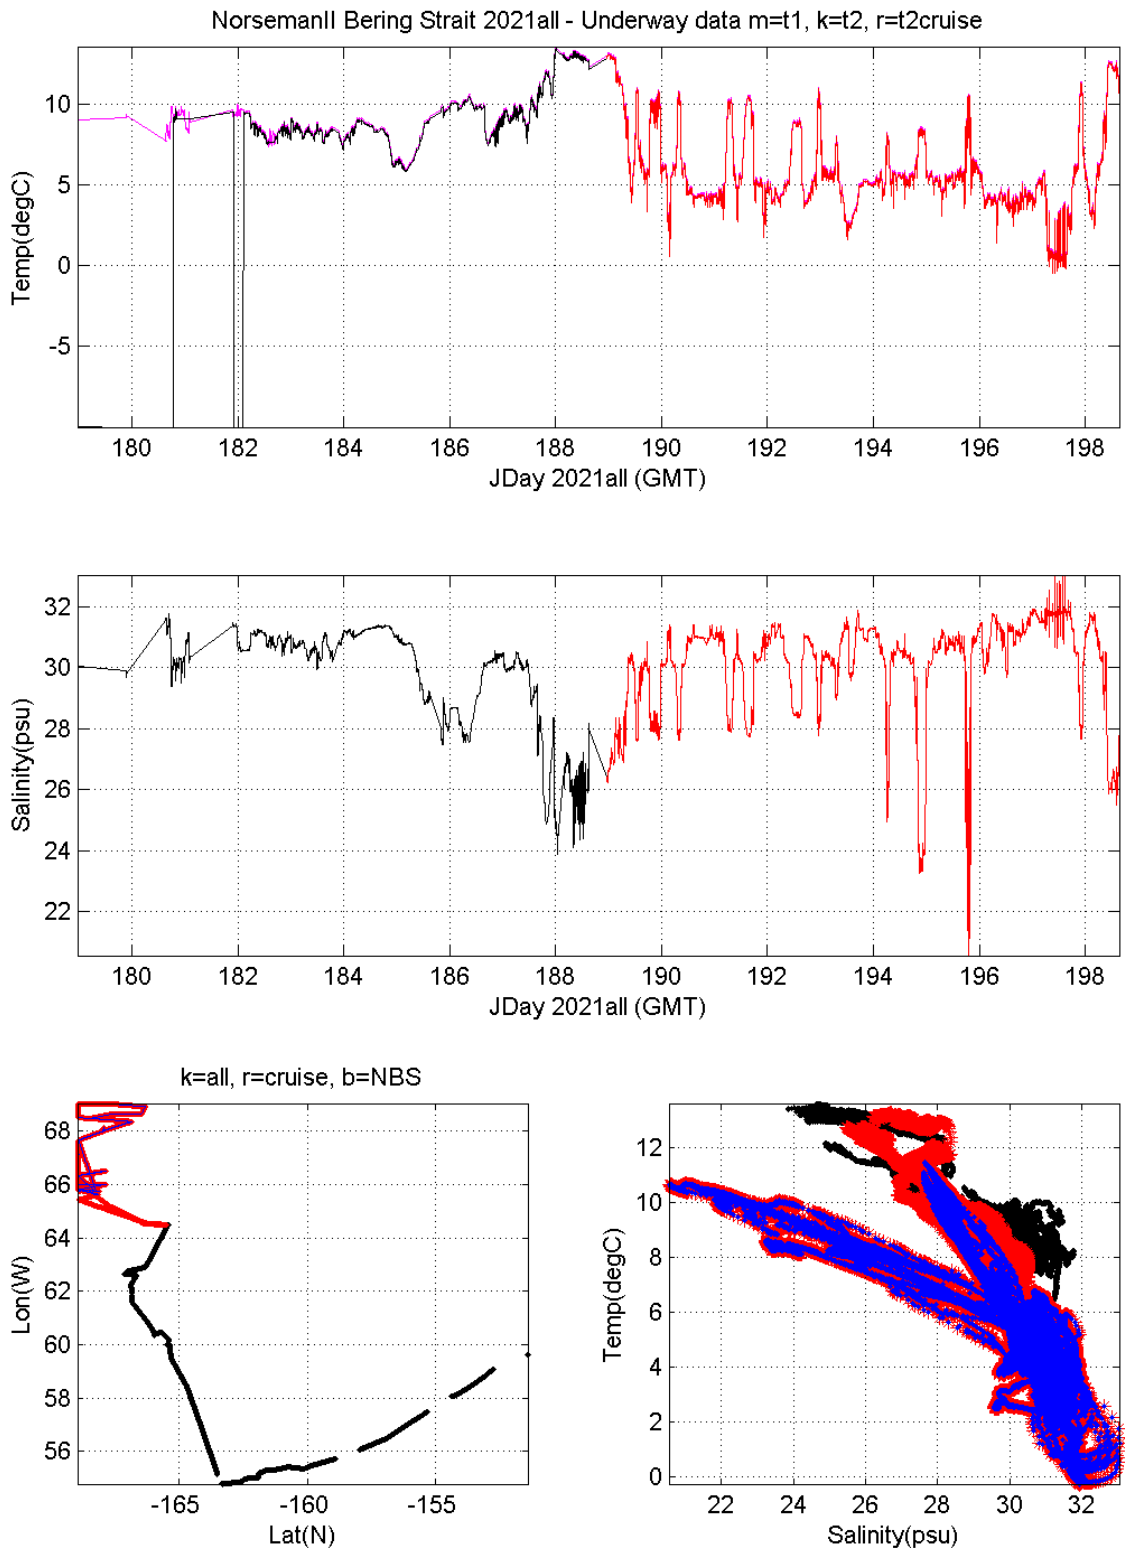 NorsemanII Bering Strait 2021all - Underway data m=t1, k=t2, r=t2cruise
Temp(degC)
10
5
0
-5
180 182 184 186 188 190 192 194 196 198
JDay 2021all (GMT)
Salinity(psu)
32
30
28
26
24
22
180 182 184 186 188 190 192 194 196 198
JDay 2021all (GMT)
k=all, r=cruise, b=NBS
Lon(W)
68
66
64
62
60
58
56
-165 -160 -155
Lat(N)
Temp(degC)
12
10
8
6
4
2
0
22 24 26 28 30 32
Salinity(psu)